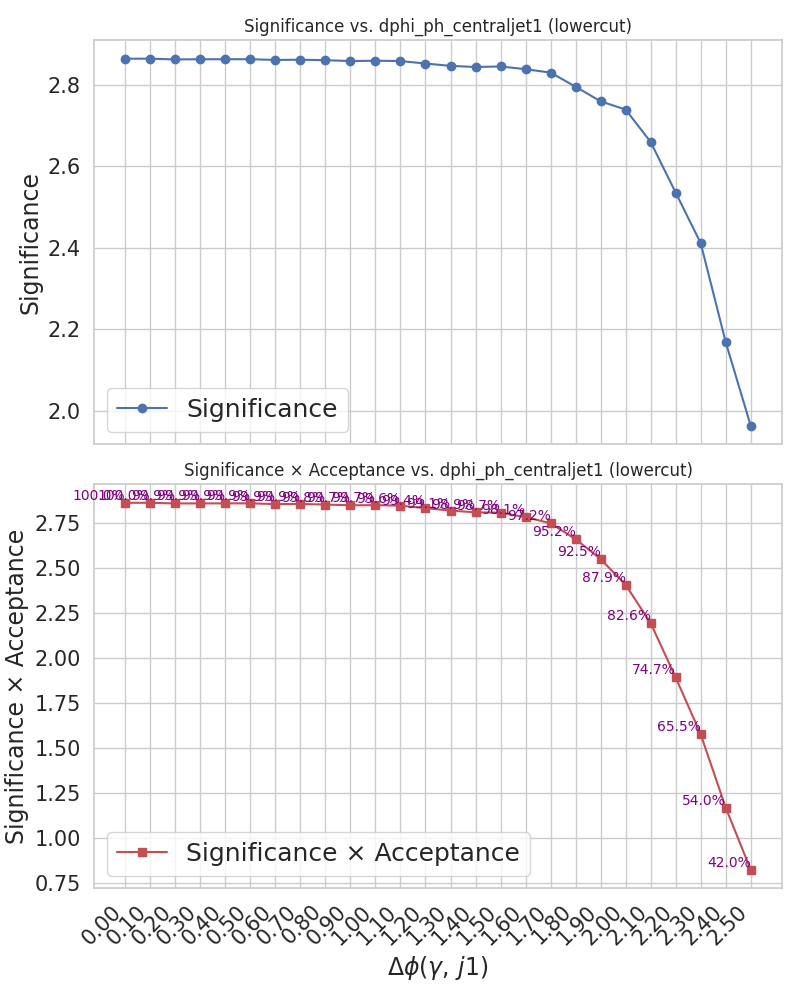 Significance vs. dphi_ph_centraljet1 (lowercut)
2.8
2.6
2.4
2.2
2.0
Significance
Significance
Significance × Acceptance vs. dphi_ph_centraljet1 (lowercut)
2.75
2.50
2.25
2.00
1.75
1.50
1.25
1.00
0.75
Significance × Acceptance
97.2%
95.2%
92.5%
87.9%
82.6%
74.7%
65.5%
54.0%
42.0%
Significance × Acceptance
0.00 0.10 0.20 0.30 0.40 0.50 0.60 0.70 0.80 0.90 1.00 1.10 1.20 1.30 1.40 1.50 1.60 1.70 1.80 1.90 2.00 2.10 2.20 2.30 2.40 2.50
Δϕ(γ, j1)